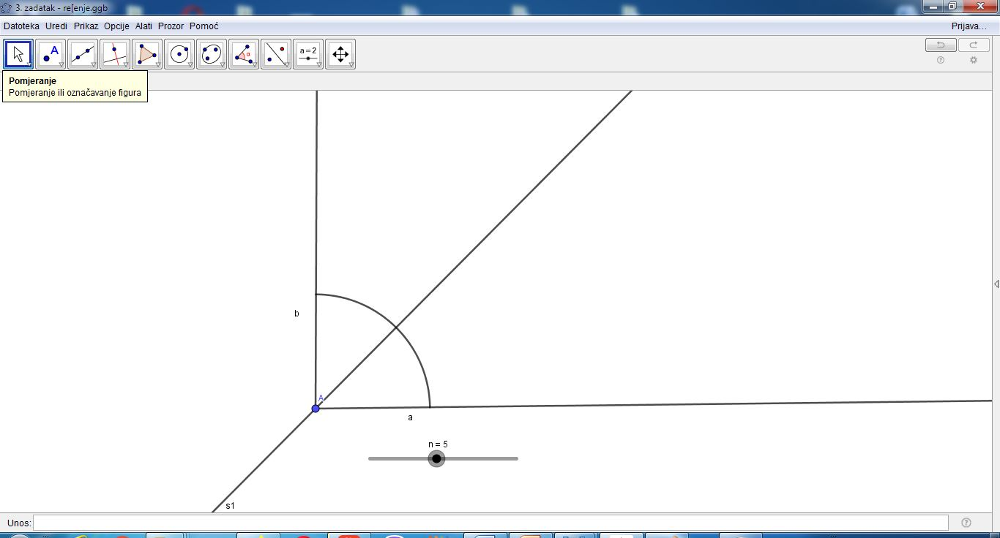 3. zadatak - re[enje.ggb
Datoteka Uredi Prikaz Opcije Alati Prozor Pomoć Prijava...
A
α
a = 2
Pomjeranje
Pomjeranje ili označavanje figura
b
A
a
n = 5
s1
Unos: